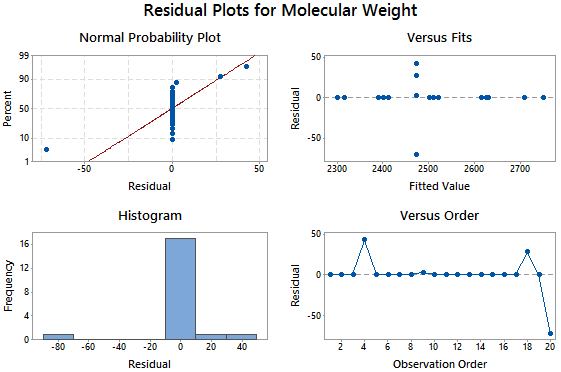 Residual Plots for Molecular Weight
Normal Probability Plot
99
90
50
10
1
Percent
-50
0
50
Residual
Versus Fits
50
0
-50
Residual
2300 2400 2500 2600 2700
Fitted Value
Histogram
16
12
8
4
0
Frequency
-80 -60 -40 -20 0 20 40
Residual
Versus Order
50
0
-50
Residual
2 4 6 8 10 12 14 16 18 20
Observation Order